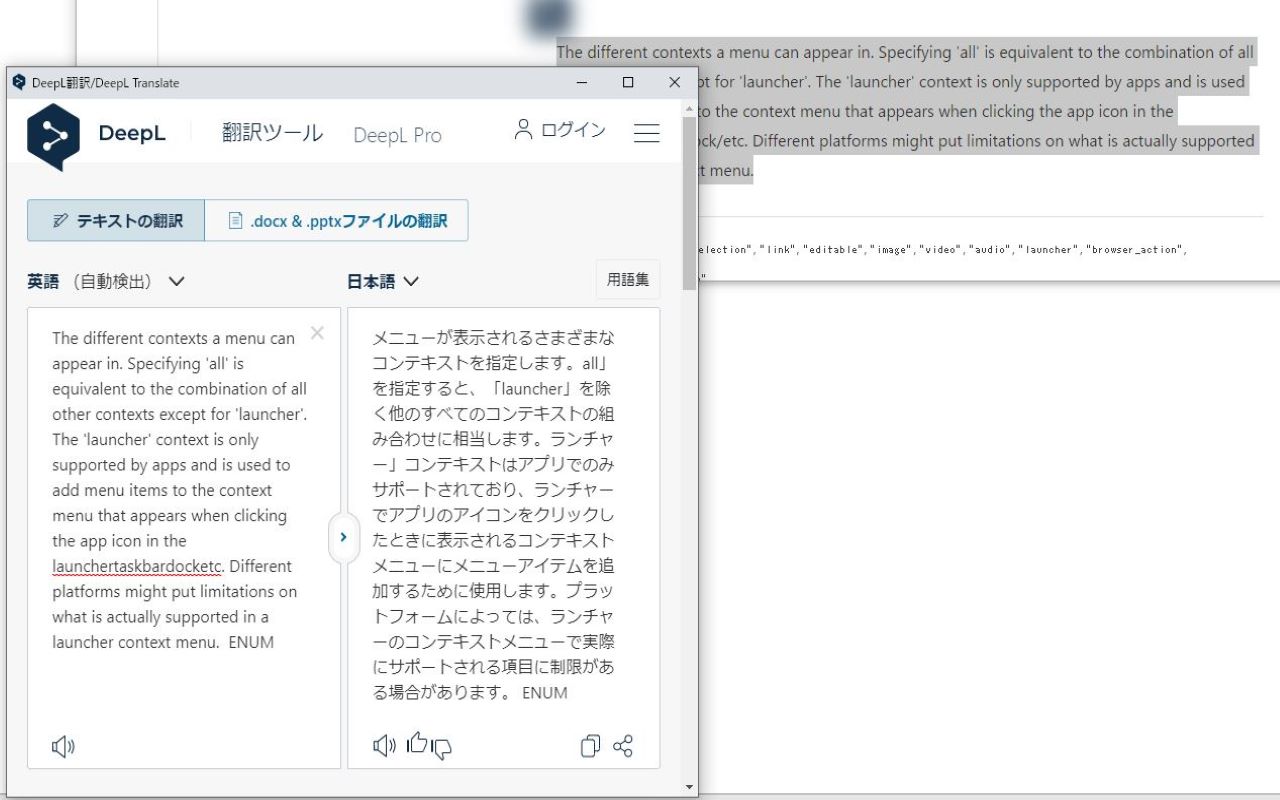 The different contexts a menu can appear in. Specifying 'all' is equivalent to the combination of all
pt for 'launcher'. The 'launcher' context is only supported by apps and is used
to the context menu that appears when clicking the app icon in the
ock/etc. Different platforms might put limitations on what is actually supported
t menu.
election","link","editable","image","video","audio","launcher","browser_action",
DeepL翻訳/DeepL Translate
DeepL
翻訳ツール
DeepL Pro
ログイン
テキストの翻訳
.docx & .pptxファイルの翻訳
英語 (自動検出)
日本語
用語集
The different contexts a menu can
appear in. Specifying 'all' is
equivalent to the combination of all
other contexts except for 'launcher'.
The 'launcher' context is only
supported by apps and is used to
add menu items to the context
menu that appears when clicking
the app icon in the
launchertaskbardocketc. Different
platforms might put limitations on
what is actually supported in a
launcher context menu.  ENUM
メニューが表示されるさまざまな
コンテキストを指定します。all」
を指定すると、「launcher」を除
く他のすべてのコンテキストの組
み合わせに相当します。ランチャ
ー」コンテキストはアプリでのみ
サポートされており、ランチャー
でアプリのアイコンをクリックし
たときに表示されるコンテキスト
メニューにメニューアイテムを追
加するために使用します。プラッ
トフォームによっては、ランチャ
ーのコンテキストメニューで実際
にサポートされる項目に制限があ
る場合があります。 ENUM